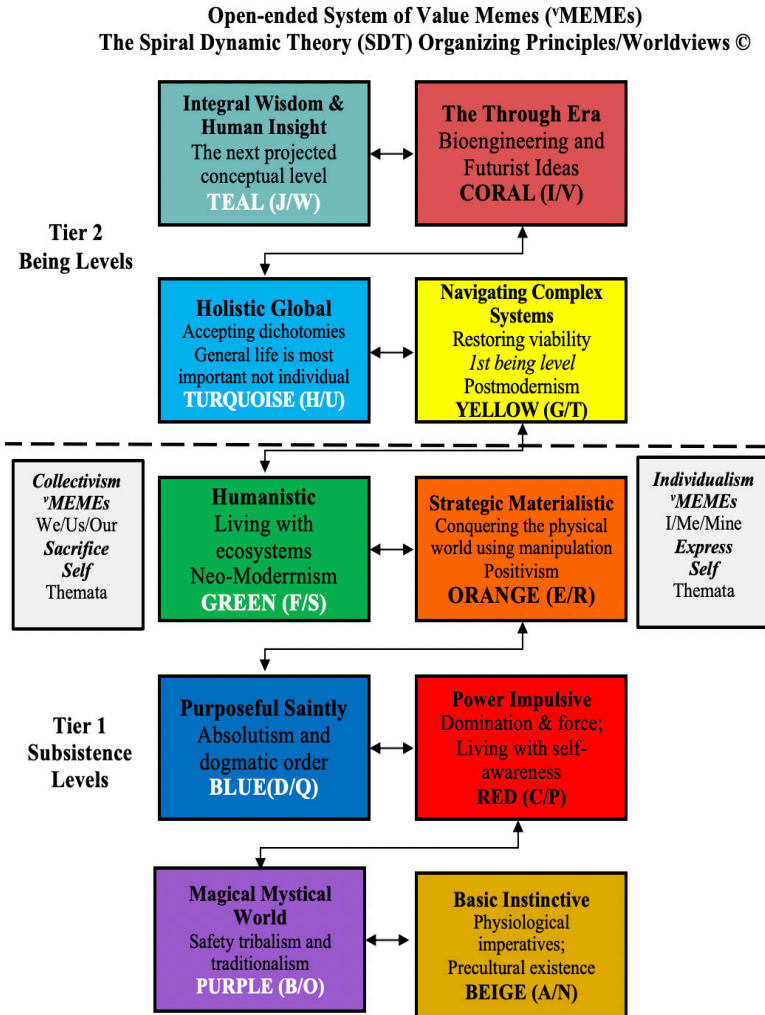 Open-ended System of Value Memes (ᵛMEMEs)
The Spiral Dynamic Theory (SDT) Organizing Principles/Worldviews ©
Integral Wisdom &
Human Insight
The next projected
conceptual level
TEAL (J/W)
The Through Era
Bioengineering and
Futurist Ideas
CORAL (I/V)
Tier 2
Being Levels
Holistic Global
Accepting dichotomies
General life is most
important not individual
TURQUOISE (H/U)
Navigating Complex
Systems
Restoring viability
1st being level
Postmodernism
YELLOW (G/T)
Collectivism
ᵛMEMEs
We/Us/Our
Sacrifice
Self
Themata
Humanistic
Living with
ecosystems
Neo-Moderrnism
GREEN (F/S)
Strategic Materialistic
Conquering the physical
world using manipulation
Positivism
ORANGE (E/R)
Individualism
ᵛMEMEs
I/Me/Mine
Express
Self
Themata
Tier 1
Subsistence
Levels
Purposeful Saintly
Absolutism and
dogmatic order
BLUE(D/Q)
Power Impulsive
Domination & force;
Living with self-
awareness
RED (C/P)
Magical Mystical
World
Safety tribalism and
traditionalism
PURPLE (B/O)
Basic Instinctive
Physiological
imperatives;
Precultural existence
BEIGE (A/N)